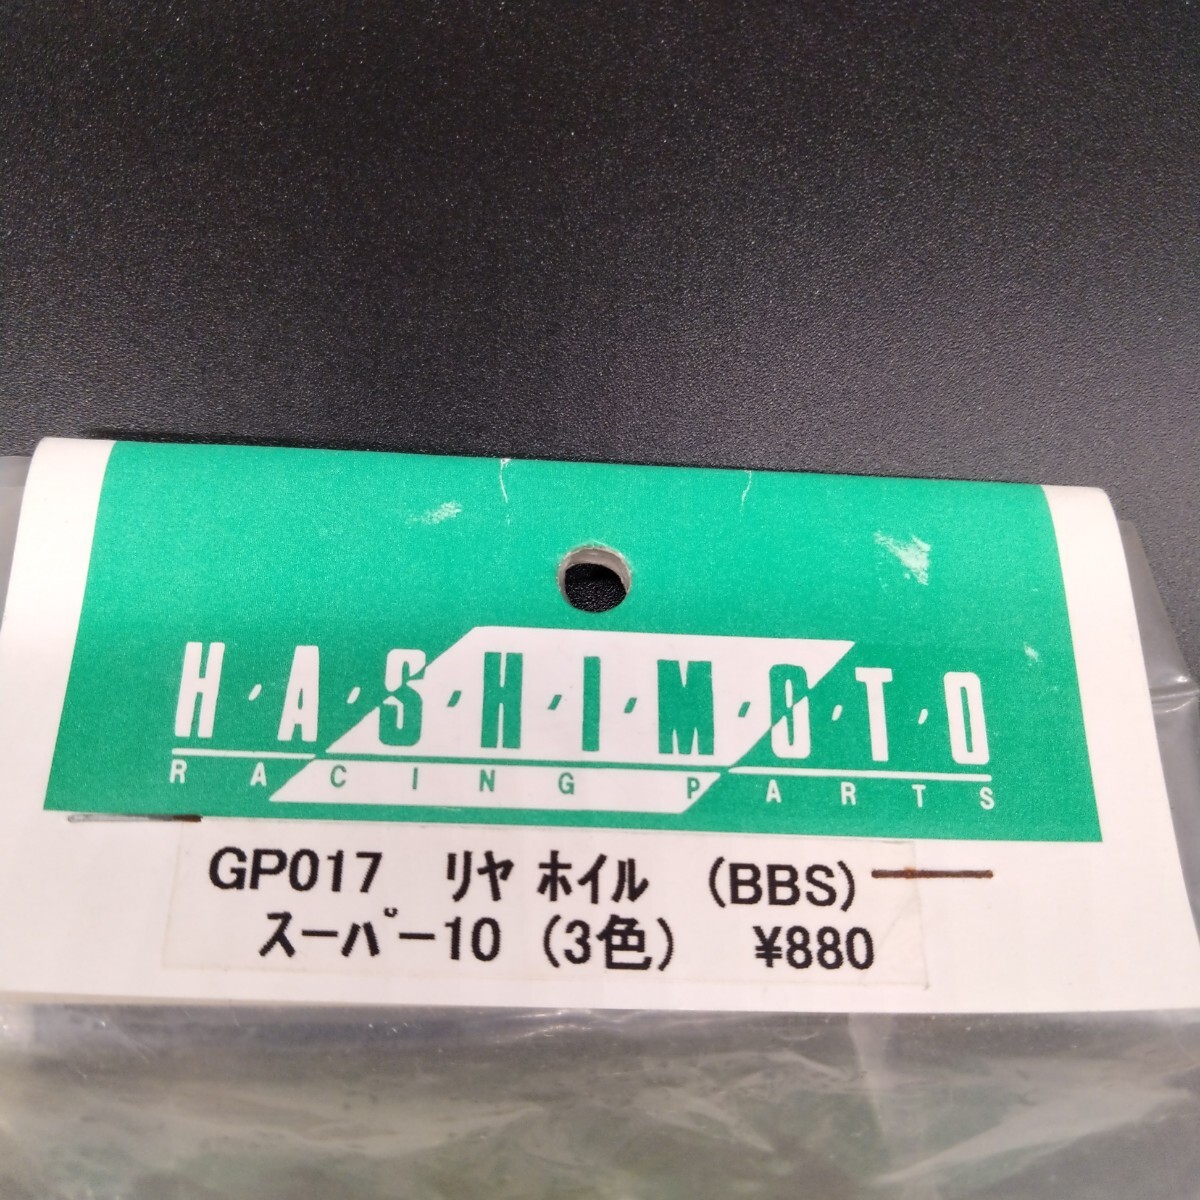 H·A·S·H·I·M·O·T·O
RACING PARTS
GP017 ﾘﾔ ﾎｲﾙ (BBS)
ｽｰﾊﾟｰ10 (3色) ¥880